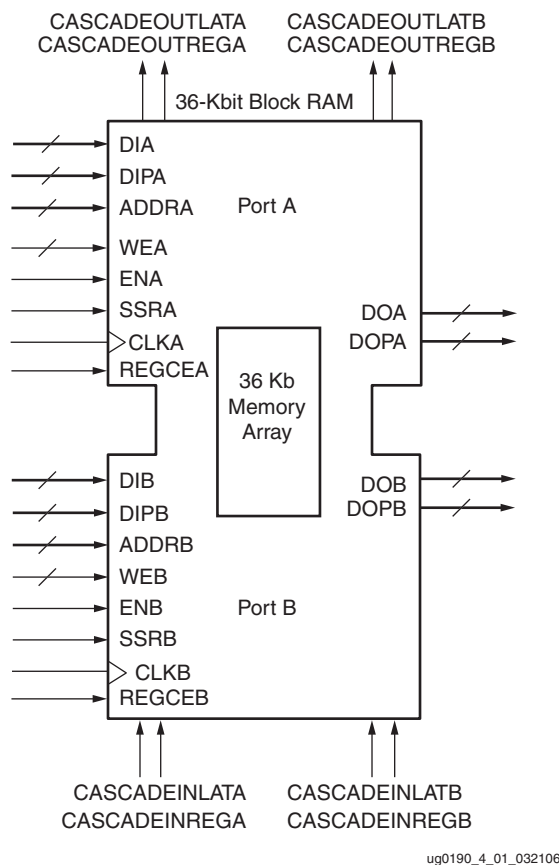 CASCADEOUTLATA CASCADEOUTLATB
CASCADEOUTREGA CASCADEOUTREGB
36-Kbit Block RAM
DIA
DIPA
ADDRA
Port A
WEA
ENA
SSRA
DOA
CLKA
DOPA
REGCEA
36 Kb
Memory
Array
DIB
DOB
DIPB
DOPB
ADDRB
WEB
ENB
Port B
SSRB
CLKB
REGCEB
CASCADEINLATA CASCADEINLATB
CASCADEINREGA CASCADEINREGB
ug0190_4_01_032106